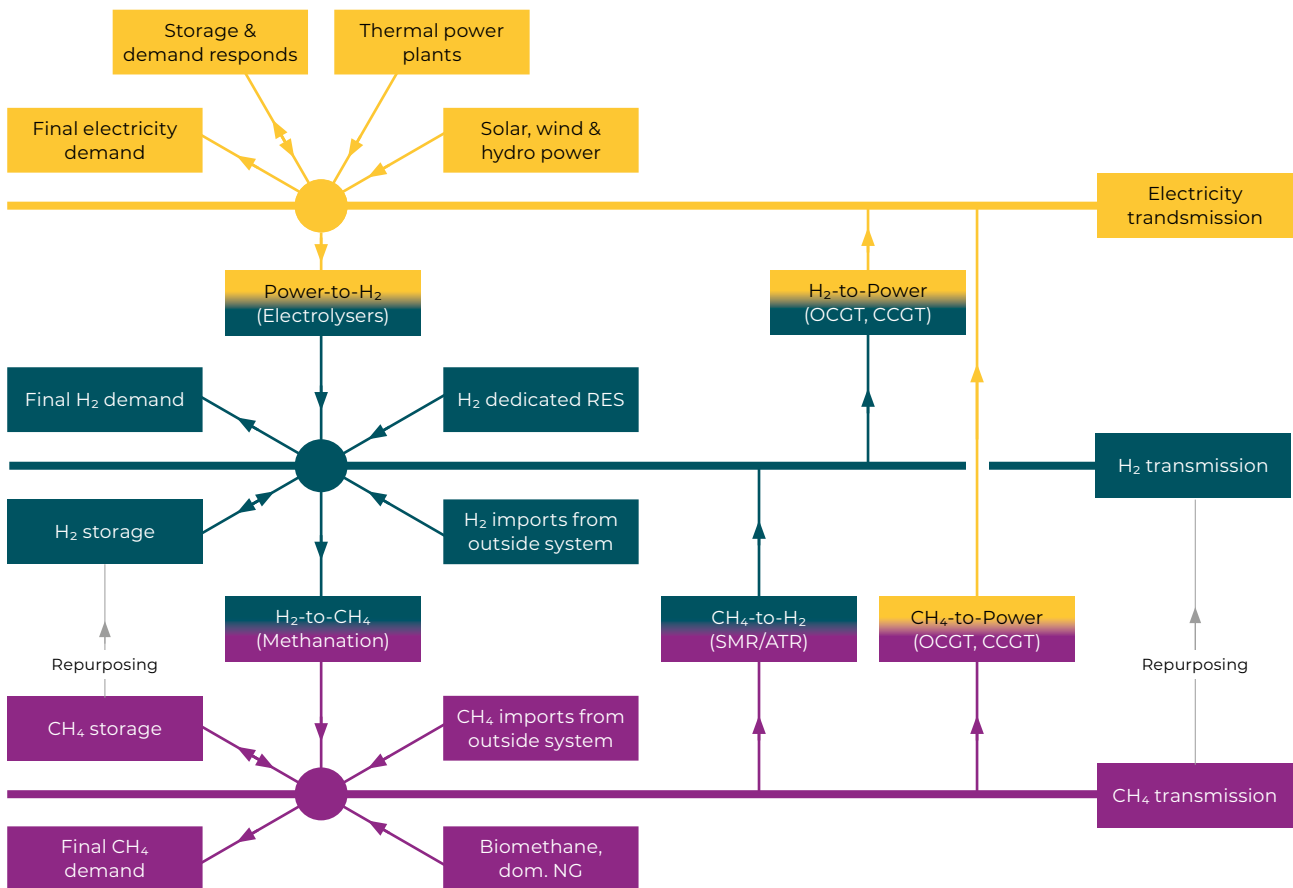 Storage &
demand responds
Thermal power
plants
Final electricity
demand
Solar, wind &
hydro power
Electricity
trandsmission
Power-to-H₂
(Electrolysers)
H₂-to-Power
(OCGT, CCGT)
Final H₂ demand
H₂ dedicated RES
H₂ transmission
H₂ storage
H₂ imports from
outside system
H₂-to-CH₄
(Methanation)
CH₄-to-H₂
(SMR/ATR)
CH₄-to-Power
(OCGT, CCGT)
Repurposing
Repurposing
CH₄ storage
CH₄ imports from
outside system
CH₄ transmission
Final CH₄
demand
Biomethane,
dom. NG